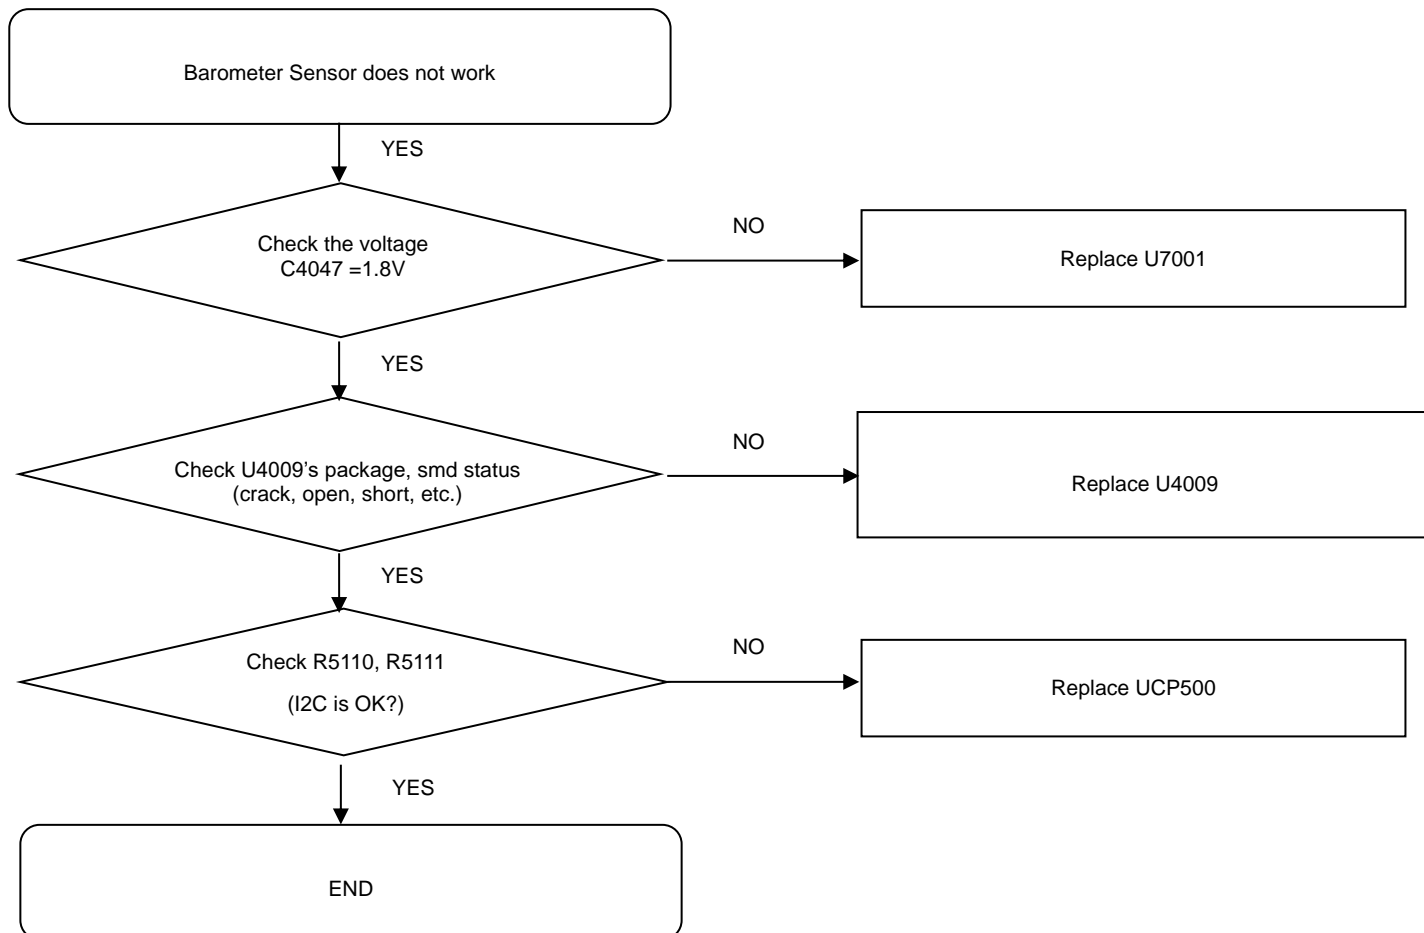 Barometer Sensor does not work
YES
Check the voltage
C4047 =1.8V
NO
Replace U7001
YES
Check U4009’s package, smd status
(crack, open, short, etc.)
NO
Replace U4009
YES
Check R5110, R5111
(I2C is OK?)
NO
Replace UCP500
YES
END